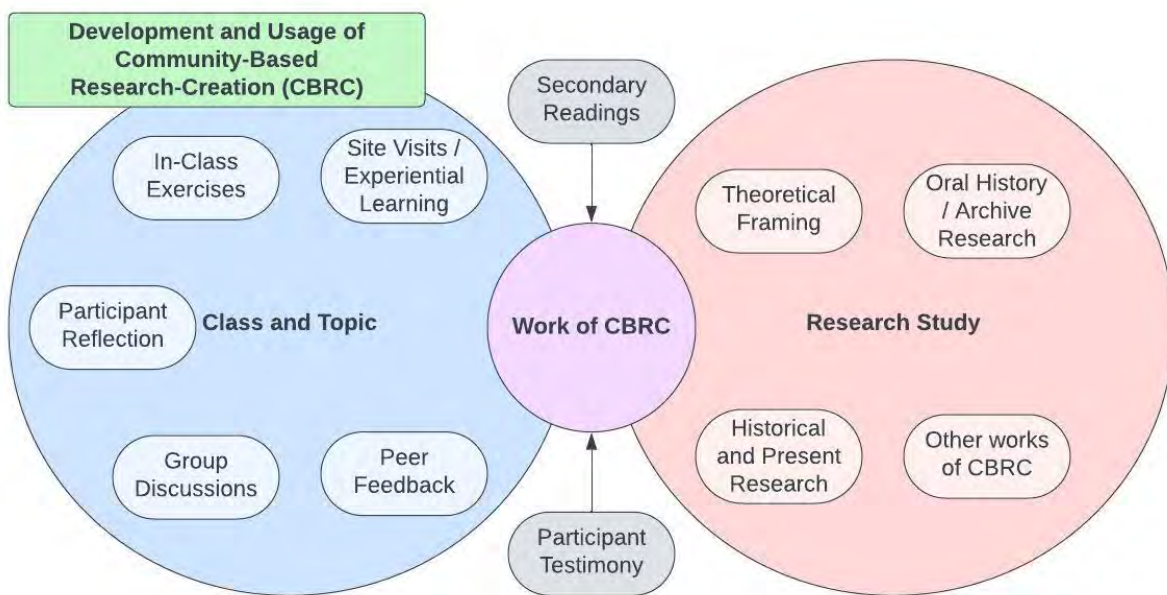 Development and Usage of
Community-Based
Research-Creation (CBRC)
In-Class
Exercises
Site Visits /
Experiential
Learning
Participant
Reflection
Class and Topic
Group
Discussions
Peer
Feedback
Secondary
Readings
Work of CBRC
Participant
Testimony
Theoretical
Framing
Oral History
/ Archive
Research
Research Study
Historical
and Present
Research
Other works
of CBRC